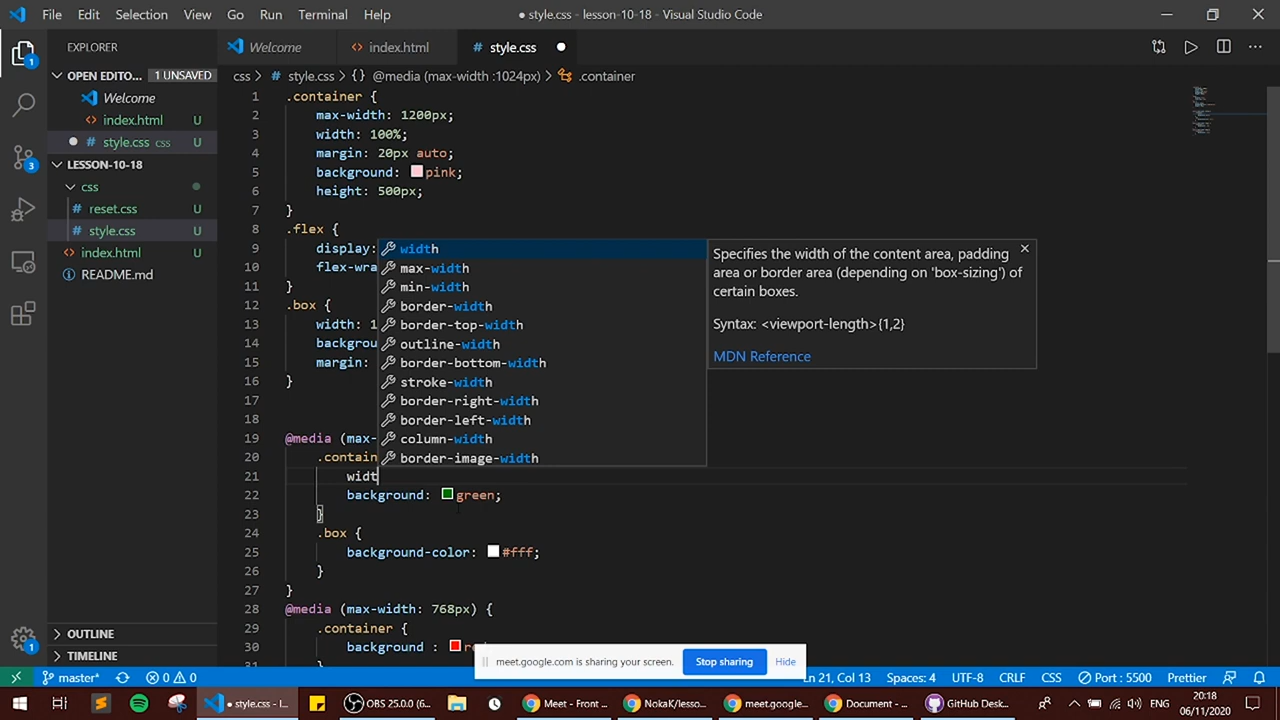 File Edit Selection View Go Run Terminal Help
● style.css - lesson-10-18 - Visual Studio Code
EXPLORER
Welcome
index.html
# style.css ●
OPEN EDITO... 1 UNSAVED
Welcome
index.html U
● style.css css U
LESSON-10-18
css
# reset.css U
# style.css U
index.html U
README.md
OUTLINE
TIMELINE
css > # style.css > {} @media (max-width :1024px) > .container
1 .container {
2 max-width: 1200px;
3 width: 100%;
4 margin: 20px auto;
5 background: pink;
6 height: 500px;
7 }
8 .flex {
9 display:
10 flex-wra
11 }
12 .box {
13 width: 1
14 backgrou
15 margin:
16 }
17
18
19 @media (max-
20 .contain
21 widt
22 background: green;
23 }
24 .box {
25 background-color: #fff;
26 }
27 }
28 @media (max-width: 768px) {
29 .container {
30 background :
31 }
width
max-width
min-width
border-width
border-top-width
outline-width
border-bottom-width
stroke-width
border-right-width
border-left-width
column-width
border-image-width
Specifies the width of the content area, padding
area or border area (depending on 'box-sizing') of
certain boxes.
Syntax: <viewport-length>{1,2}
MDN Reference
meet.google.com is sharing your screen. Stop sharing Hide
master* 0 0 Ln 21, Col 13 Spaces: 4 UTF-8 CRLF CSS Port : 5500 Prettier
style.css - l... OBS 25.0.0 (6... Meet - Front ... NokaK/lesso... meet.google... Document -... GitHub Desk...
20:18
06/11/2020